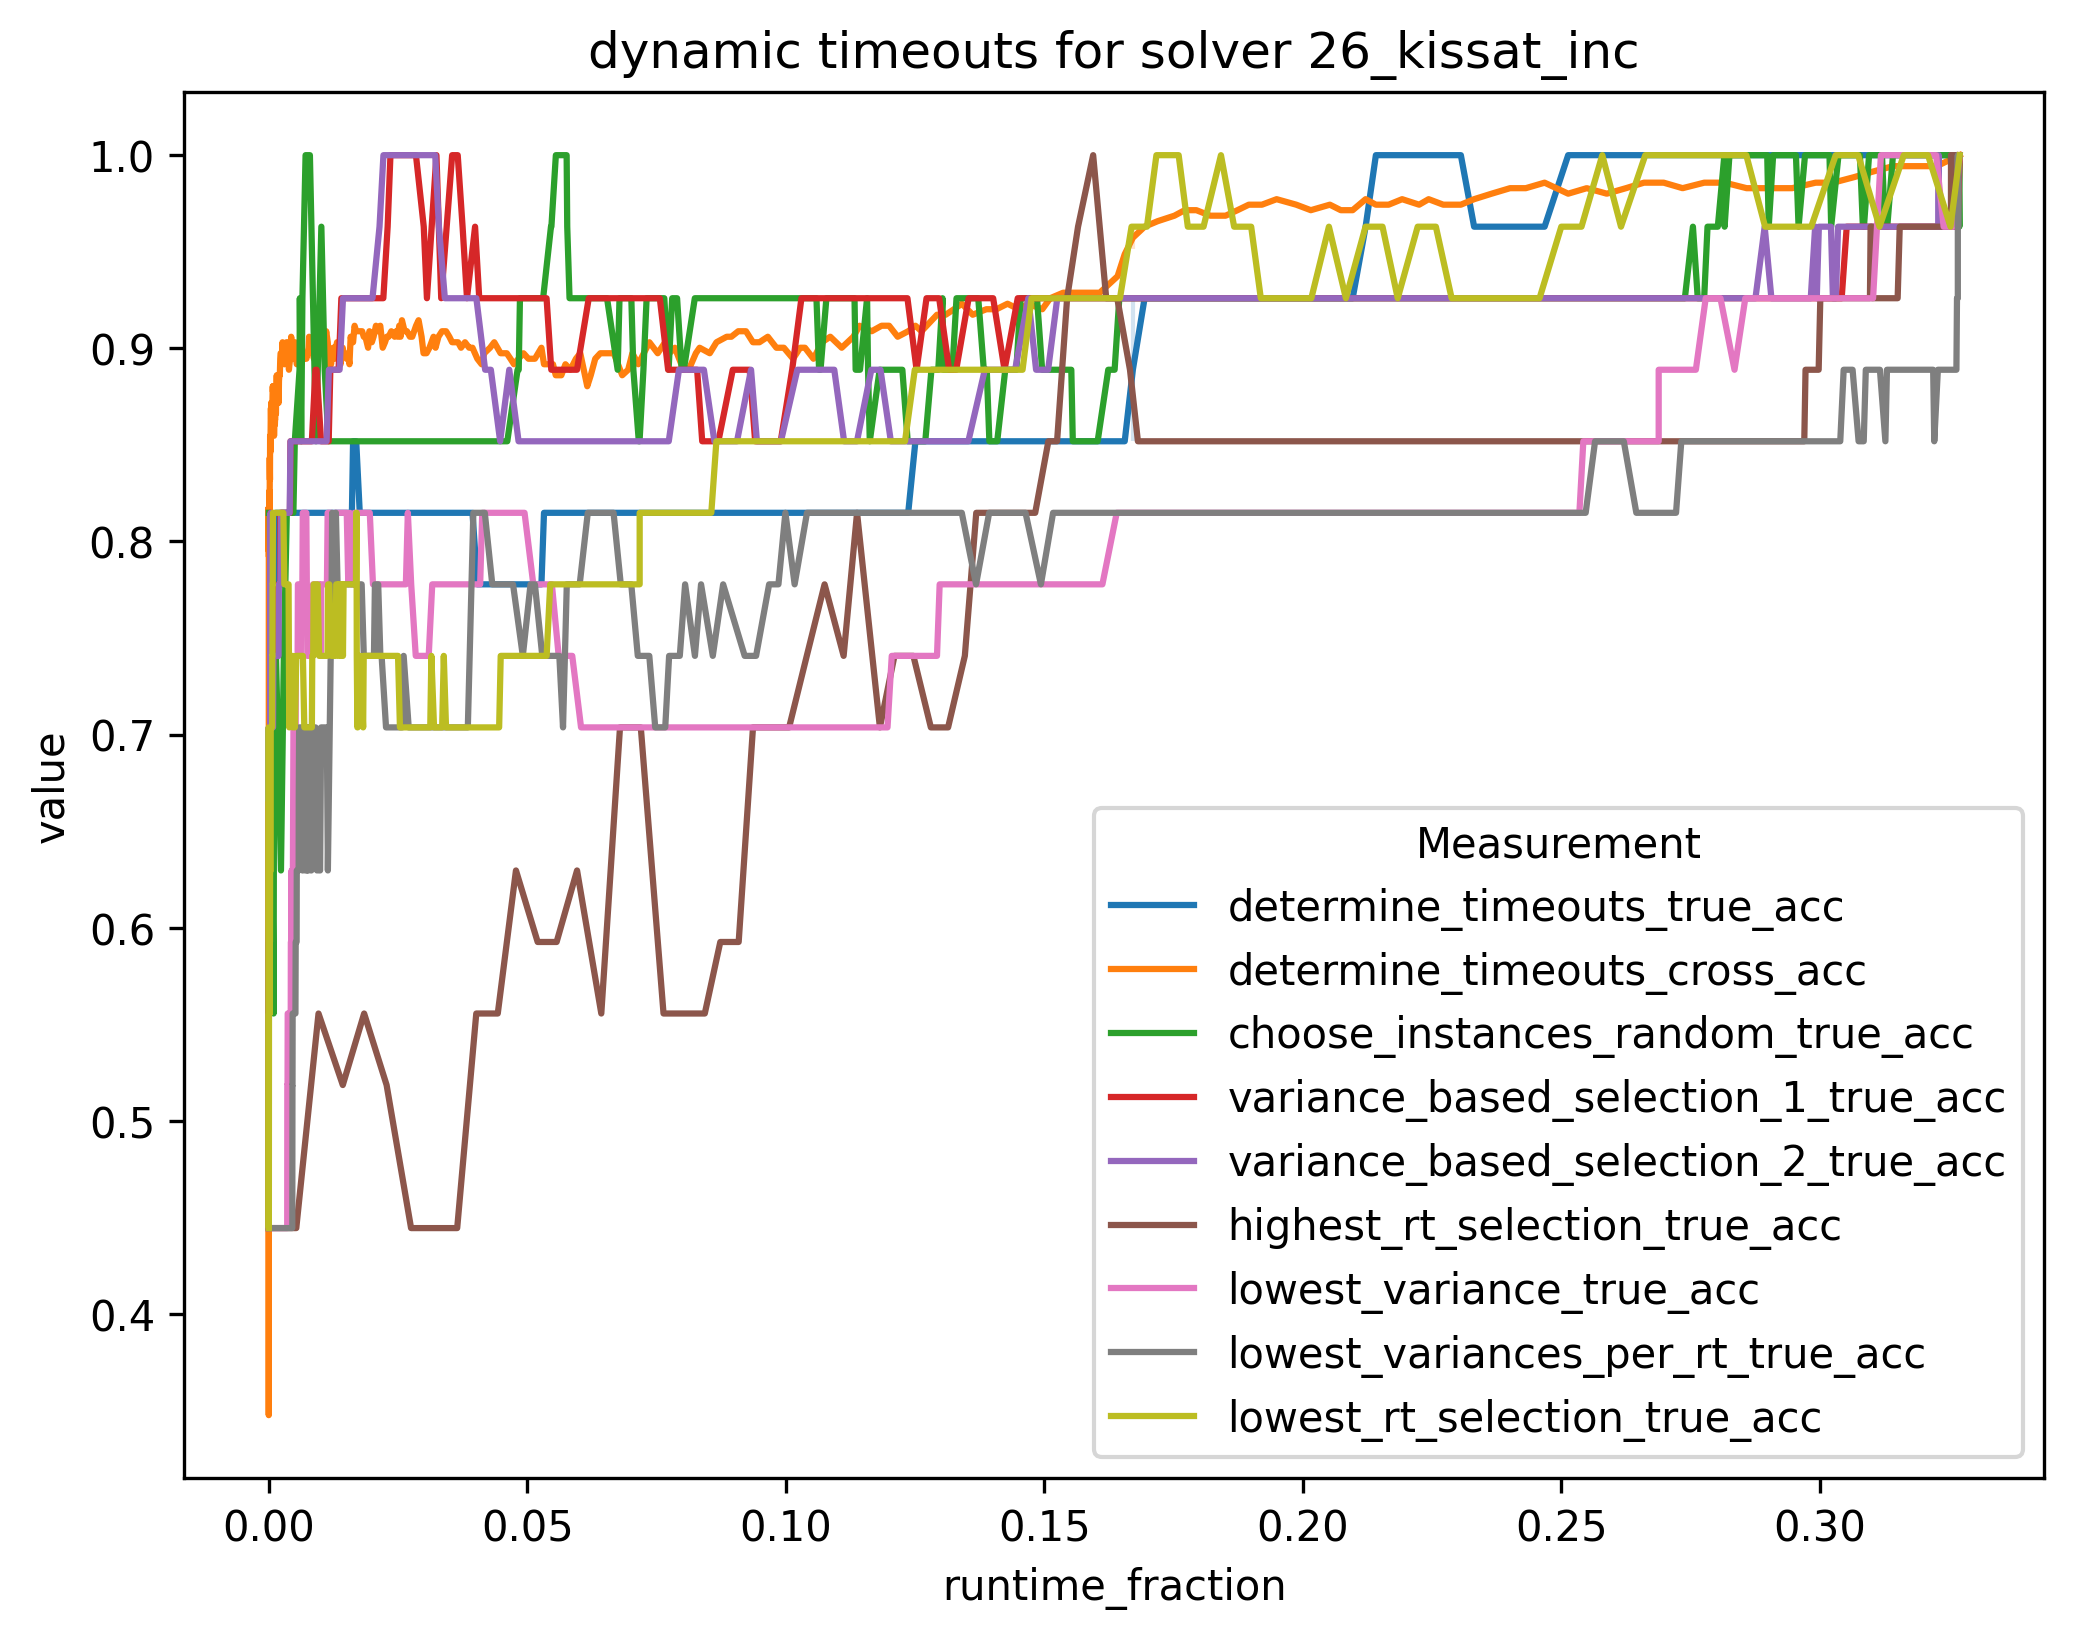 dynamic timeouts for solver 26_kissat_inc
1.0
0.9
0.8
0.7
0.6
0.5
0.4
value
Measurement
determine_timeouts_true_acc
determine_timeouts_cross_acc
choose_instances_random_true_acc
variance_based_selection_1_true_acc
variance_based_selection_2_true_acc
highest_rt_selection_true_acc
lowest_variance_true_acc
lowest_variances_per_rt_true_acc
lowest_rt_selection_true_acc
0.00 0.05 0.10 0.15 0.20 0.25 0.30
runtime_fraction